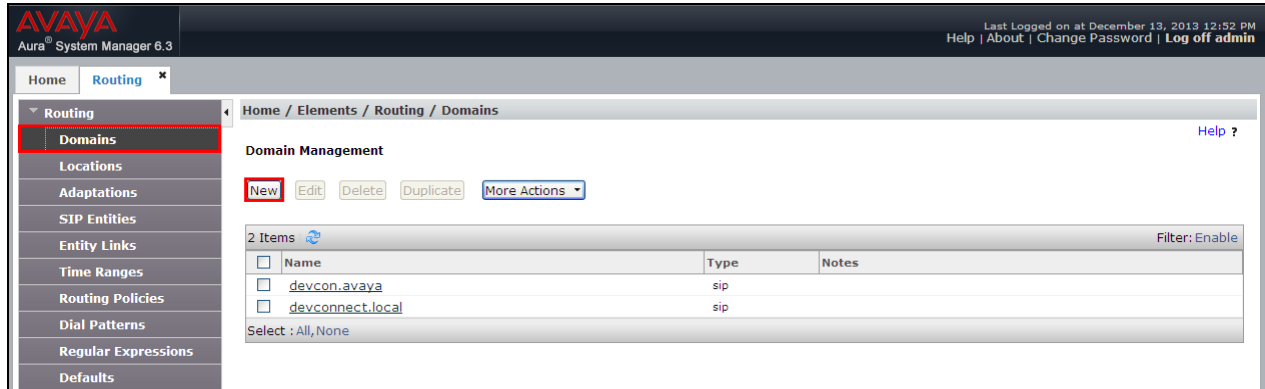 AVAYA
Aura® System Manager 6.3
Last Logged on at December 13, 2013 12:52 PM
Help | About | Change Password | Log off admin
Home Routing ×
Routing
Domains
Locations
Adaptations
SIP Entities
Entity Links
Time Ranges
Routing Policies
Dial Patterns
Regular Expressions
Defaults
Home / Elements / Routing / Domains
Help ?
Domain Management
New Edit Delete Duplicate More Actions
2 Items Filter: Enable
Name Type Notes
devcon.avaya sip
devconnect.local sip
Select : All, None